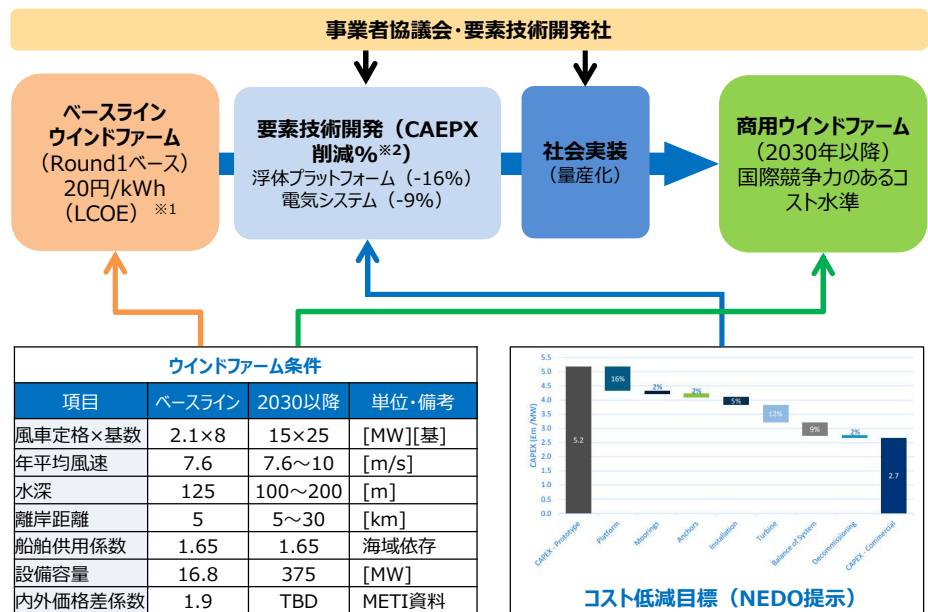 事業者協議会・要素技術開発社
ベースライン
ウインドファーム
（Round1ベース）
20円/kWh
（LCOE）※1
要素技術開発（CAEPX
削減%※2）
浮体プラットフォーム（-16%）
電気システム（-9%）
社会実装
（量産化）
商用ウインドファーム
（2030年以降）
国際競争力のあるコ
スト水準
ウインドファーム条件
項目 ベースライン 2030以降 単位・備考
風車定格×基数 2.1×8 15×25 [MW][基]
年平均風速 7.6 7.6～10 [m/s]
水深 125 100～200 [m]
離岸距離 5 5～30 [km]
船舶供用係数 1.65 1.65 海域依存
設備容量 16.8 375 [MW]
内外価格差係数 1.9 TBD METI資料
CAPEX (£m /MW)
5.5
5.0
4.5
4.0
3.5
3.0
2.5
2.0
1.5
1.0
0.5
0.0
5.2
16%
2%
2%
5%
12%
9%
2%
2.7
CAPEX - Prototype
Platform
Moorings
Anchors
Installation
Turbine
Balance of System
Decommissioning
CAPEX - Commercial
コスト低減目標（NEDO提示）